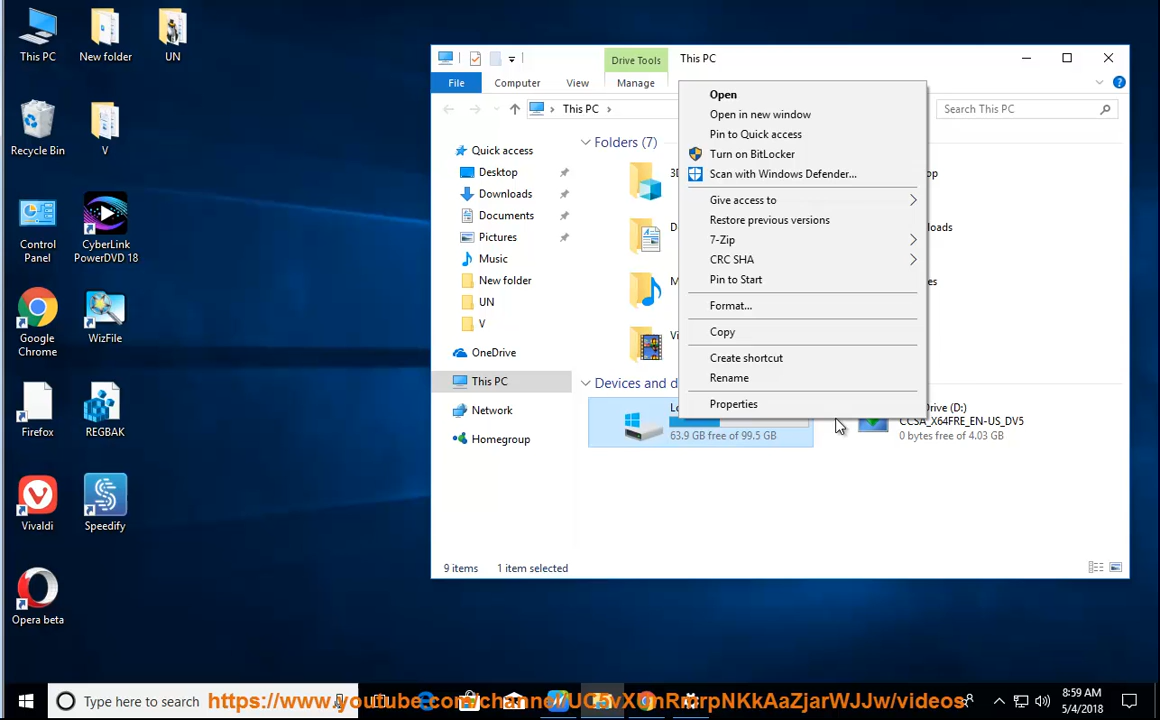 This PC
New folder
UN
Recycle Bin
V
Control Panel
CyberLink PowerDVD 18
Google Chrome
WizFile
Firefox
REGBAK
Vivaldi
Speedify
Opera beta
Drive Tools
This PC
File
Computer
View
Manage
This PC
Search This PC
Quick access
Desktop
Downloads
Documents
Pictures
Music
New folder
UN
V
OneDrive
This PC
Network
Homegroup
Folders (7)
3D
D
M
Vi
op
oads
es
Devices and d
Lo
63.9 GB free of 99.5 GB
Drive (D:)
CCSA_X64FRE_EN-US_DV5
0 bytes free of 4.03 GB
Open
Open in new window
Pin to Quick access
Turn on BitLocker
Scan with Windows Defender...
Give access to
Restore previous versions
7-Zip
CRC SHA
Pin to Start
Format...
Copy
Create shortcut
Rename
Properties
9 items
1 item selected
Type here to search
8:59 AM
5/4/2018